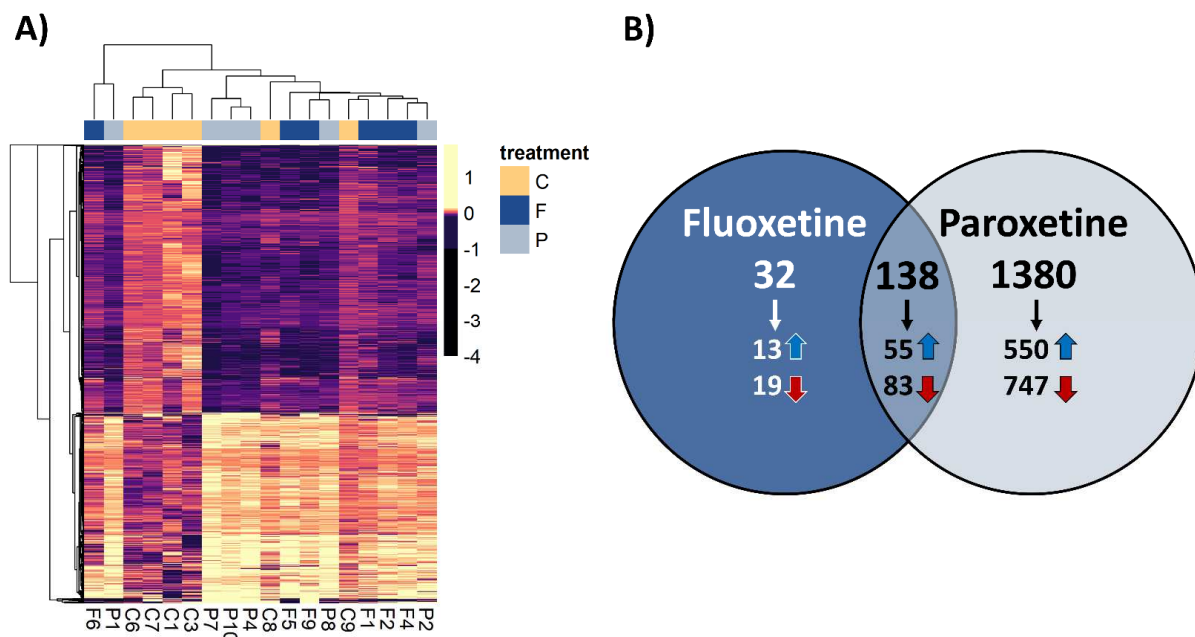 A)
B)
treatment
C
F
P
1
0
-1
-2
-3
-4
F6 P1 C6 C7 C1 C3 P7 P10 P4 C8 F5 F9 P8 C9 F1 F2 F4 P2
Fluoxetine
32
13
19
138
55
83
Paroxetine
1380
550
747